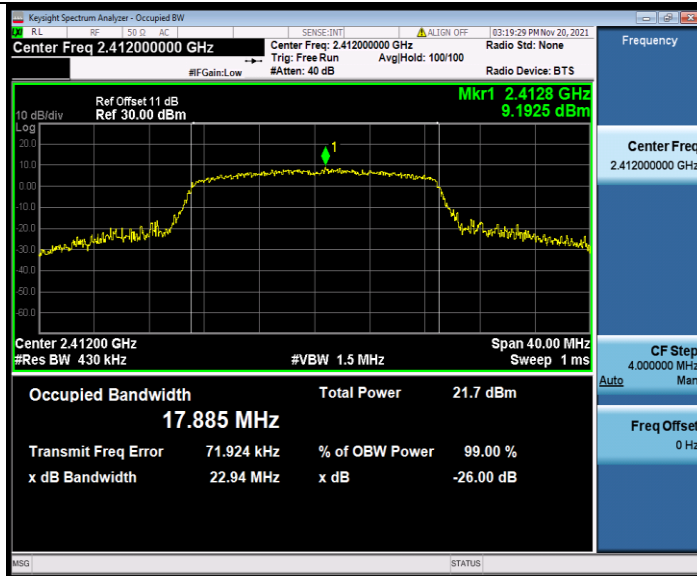 Keysight Spectrum Analyzer - Occupied BW
RL RF 50 Ω AC SENSE:INT ALIGN OFF 03:19:29 PM Nov 20, 2021
Center Freq 2.412000000 GHz Center Freq: 2.412000000 GHz Radio Std: None
Trig: Free Run Avg|Hold: 100/100
#IFGain:Low #Atten: 40 dB Radio Device: BTS
Frequency
Ref Offset 11 dB Mkr1 2.4128 GHz
10 dB/div Ref 30.00 dBm 9.1925 dBm
Log
20.0
10.0
0.00
-10.0
-20.0
-30.0
-40.0
-50.0
-60.0
1
Center 2.41200 GHz Span 40.00 MHz
#Res BW 430 kHz #VBW 1.5 MHz Sweep 1 ms
Occupied Bandwidth Total Power 21.7 dBm
17.885 MHz
Transmit Freq Error 71.924 kHz % of OBW Power 99.00 %
x dB Bandwidth 22.94 MHz x dB -26.00 dB
Center Freq
2.412000000 GHz
CF Step
4.000000 MHz
Auto Man
Freq Offset
0 Hz
MSG STATUS